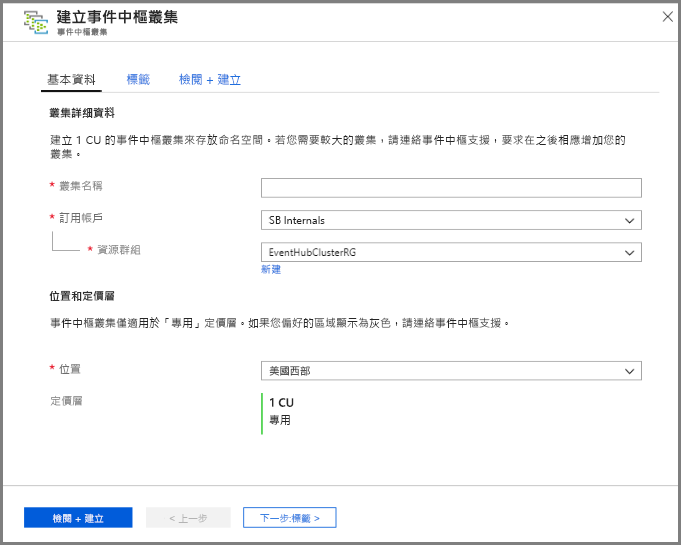 建立事件中樞叢集
事件中樞叢集
基本資料 標籤 檢閱 + 建立
叢集詳細資料
建立 1 CU 的事件中樞叢集來存放命名空間。若您需要較大的叢集，請連絡事件中樞支援，要求在之後相應增加您的
叢集。
* 叢集名稱
* 訂用帳戶 SB Internals
* 資源群組 EventHubClusterRG
新建
位置和定價層
事件中樞叢集僅適用於「專用」定價層。如果您偏好的區域顯示為灰色，請連絡事件中樞支援。
* 位置 美國西部
定價層 1 CU
專用
檢閱 + 建立 < 上一步 下一步:標籤 >